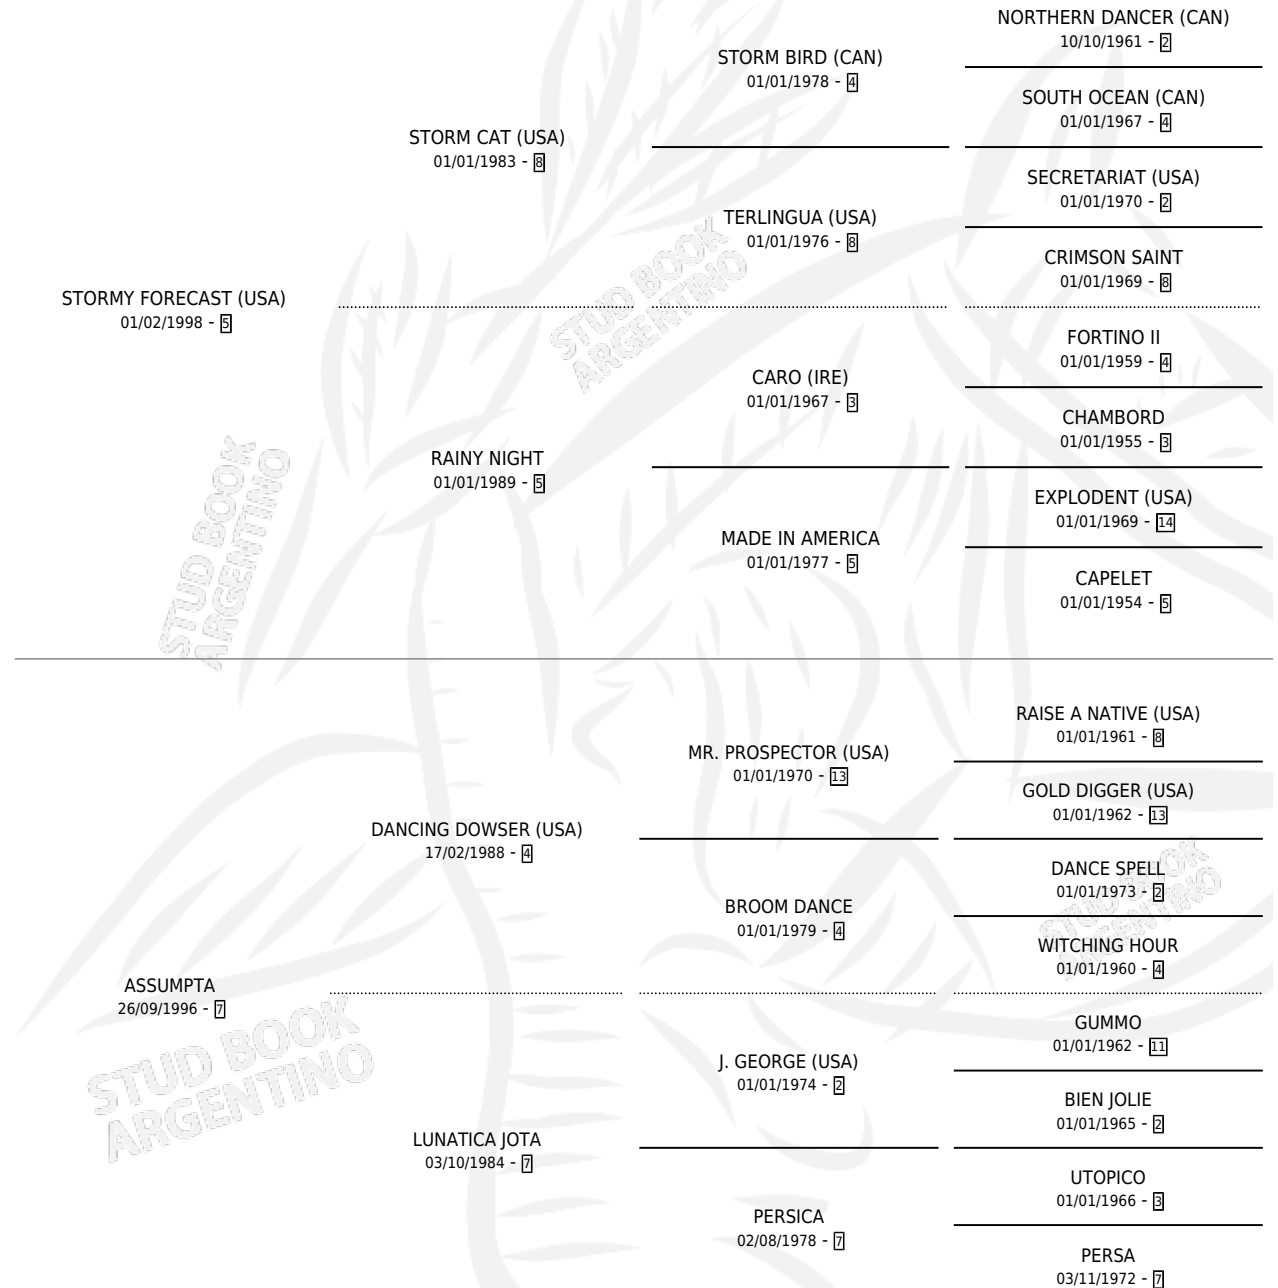 NORTHERN DANCER (CAN)
10/10/1961 - 2
STORM BIRD (CAN)
01/01/1978 - 4
SOUTH OCEAN (CAN)
01/01/1967 - 4
STORM CAT (USA)
01/01/1983 - 8
SECRETARIAT (USA)
01/01/1970 - 2
TERLINGUA (USA)
01/01/1976 - 8
CRIMSON SAINT
01/01/1969 - 8
STORMY FORECAST (USA)
01/02/1998 - 5
FORTINO II
01/01/1959 - 4
CARO (IRE)
01/01/1967 - 3
CHAMBORD
01/01/1955 - 3
RAINY NIGHT
01/01/1989 - 5
EXPLODENT (USA)
01/01/1969 - 14
MADE IN AMERICA
01/01/1977 - 5
CAPELET
01/01/1954 - 5
RAISE A NATIVE (USA)
01/01/1961 - 8
MR. PROSPECTOR (USA)
01/01/1970 - 13
GOLD DIGGER (USA)
01/01/1962 - 13
DANCING DOWSER (USA)
17/02/1988 - 4
DANCE SPELL
01/01/1973 - 2
BROOM DANCE
01/01/1979 - 4
WITCHING HOUR
01/01/1960 - 4
ASSUMPTA
26/09/1996 - 7
GUMMO
01/01/1962 - 11
J. GEORGE (USA)
01/01/1974 - 2
BIEN JOLIE
01/01/1965 - 2
LUNATICA JOTA
03/10/1984 - 7
UTOPICO
01/01/1966 - 3
PERSICA
02/08/1978 - 7
PERSA
03/11/1972 - 7
STUD BOOK
ARGENTINO
STUD BOOK
ARGENTINO
STUD BOOK
ARGENTINO
STUD BOOK
ARGENTINO